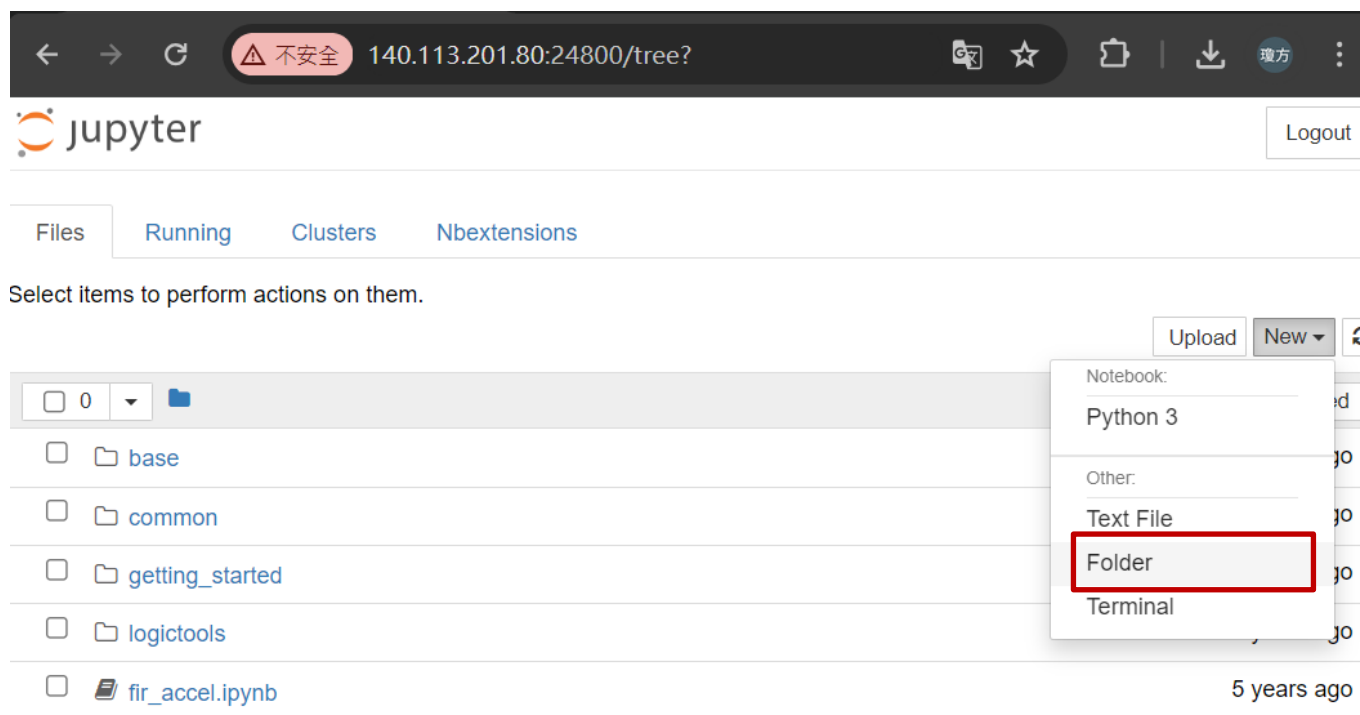 不安全 140.113.201.80:24800/tree? 瓊方
jupyter Logout
Files Running Clusters Nbextensions
Select items to perform actions on them.
Upload New
Notebook:
0
Python 3
base
Other:
common
Text File
Folder
getting_started
Terminal
logictools
fir_accel.ipynb 5 years ago